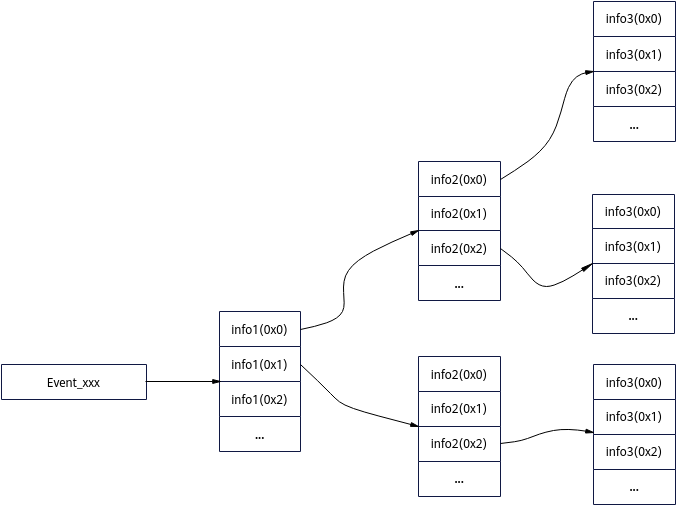 Event_xxx
info1(0x0)
info1(0x1)
info1(0x2)
...
info2(0x0)
info2(0x1)
info2(0x2)
...
info2(0x0)
info2(0x1)
info2(0x2)
...
info3(0x0)
info3(0x1)
info3(0x2)
...
info3(0x0)
info3(0x1)
info3(0x2)
...
info3(0x0)
info3(0x1)
info3(0x2)
...